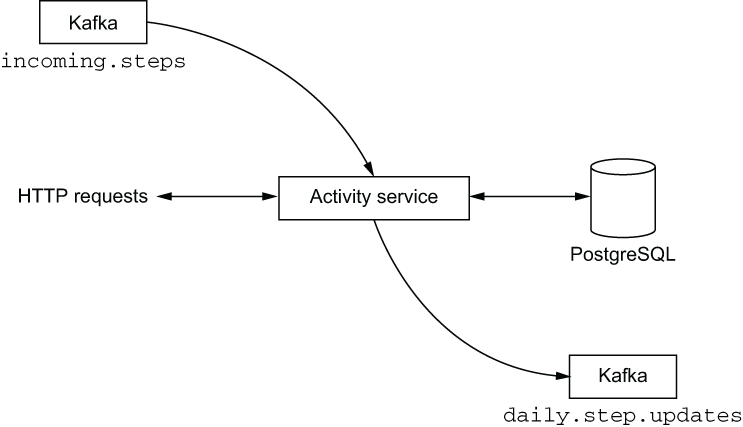 Kafka
incoming.steps
HTTP requests
Activity service
PostgreSQL
Kafka
daily.step.updates